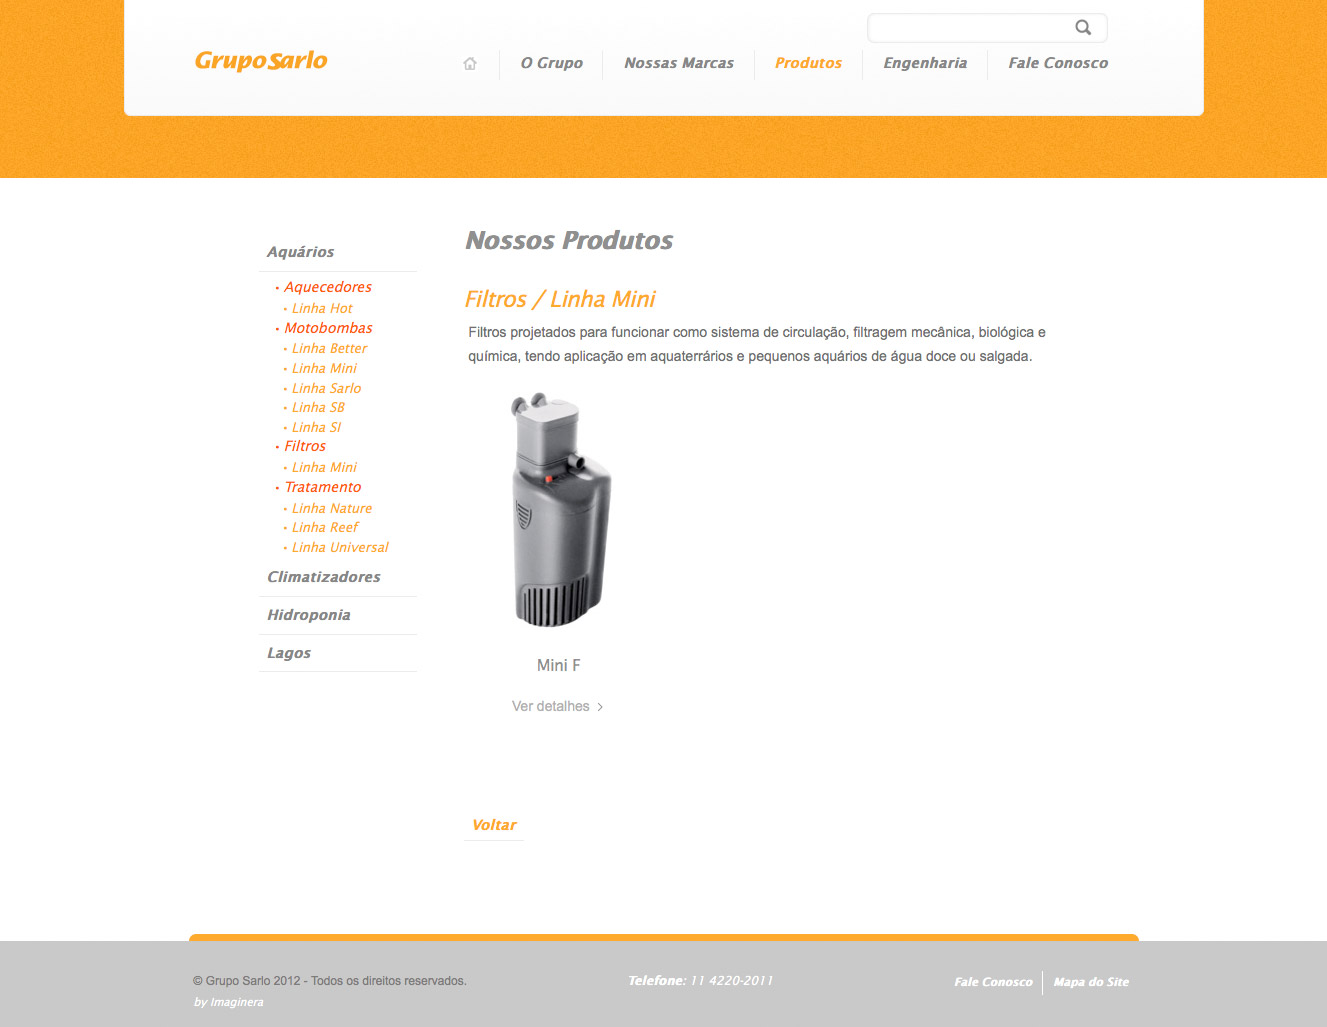 Grupo Sarlo
O Grupo
Nossas Marcas
Produtos
Engenharia
Fale Conosco
Aquários
• Aquecedores
• Linha Hot
• Motobombas
• Linha Better
• Linha Mini
• Linha Sarlo
• Linha SB
• Linha SI
• Filtros
• Linha Mini
• Tratamento
• Linha Nature
• Linha Reef
• Linha Universal
Climatizadores
Hidroponia
Lagos
Nossos Produtos
Filtros / Linha Mini
Filtros projetados para funcionar como sistema de circulação, filtragem mecânica, biológica e
química, tendo aplicação em aquaterrários e pequenos aquários de água doce ou salgada.
Mini F
Ver detalhes >
Voltar
© Grupo Sarlo 2012 - Todos os direitos reservados.
by Imaginera
Telefone: 11 4220-2011
Fale Conosco
Mapa do Site